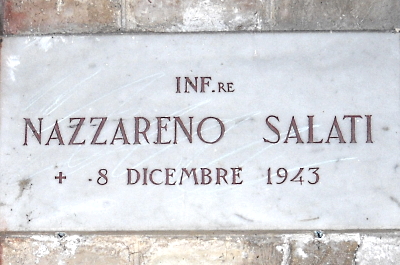 INF.RE
NAZZARENO SALATI
+ ·8 DICEMBRE 1943